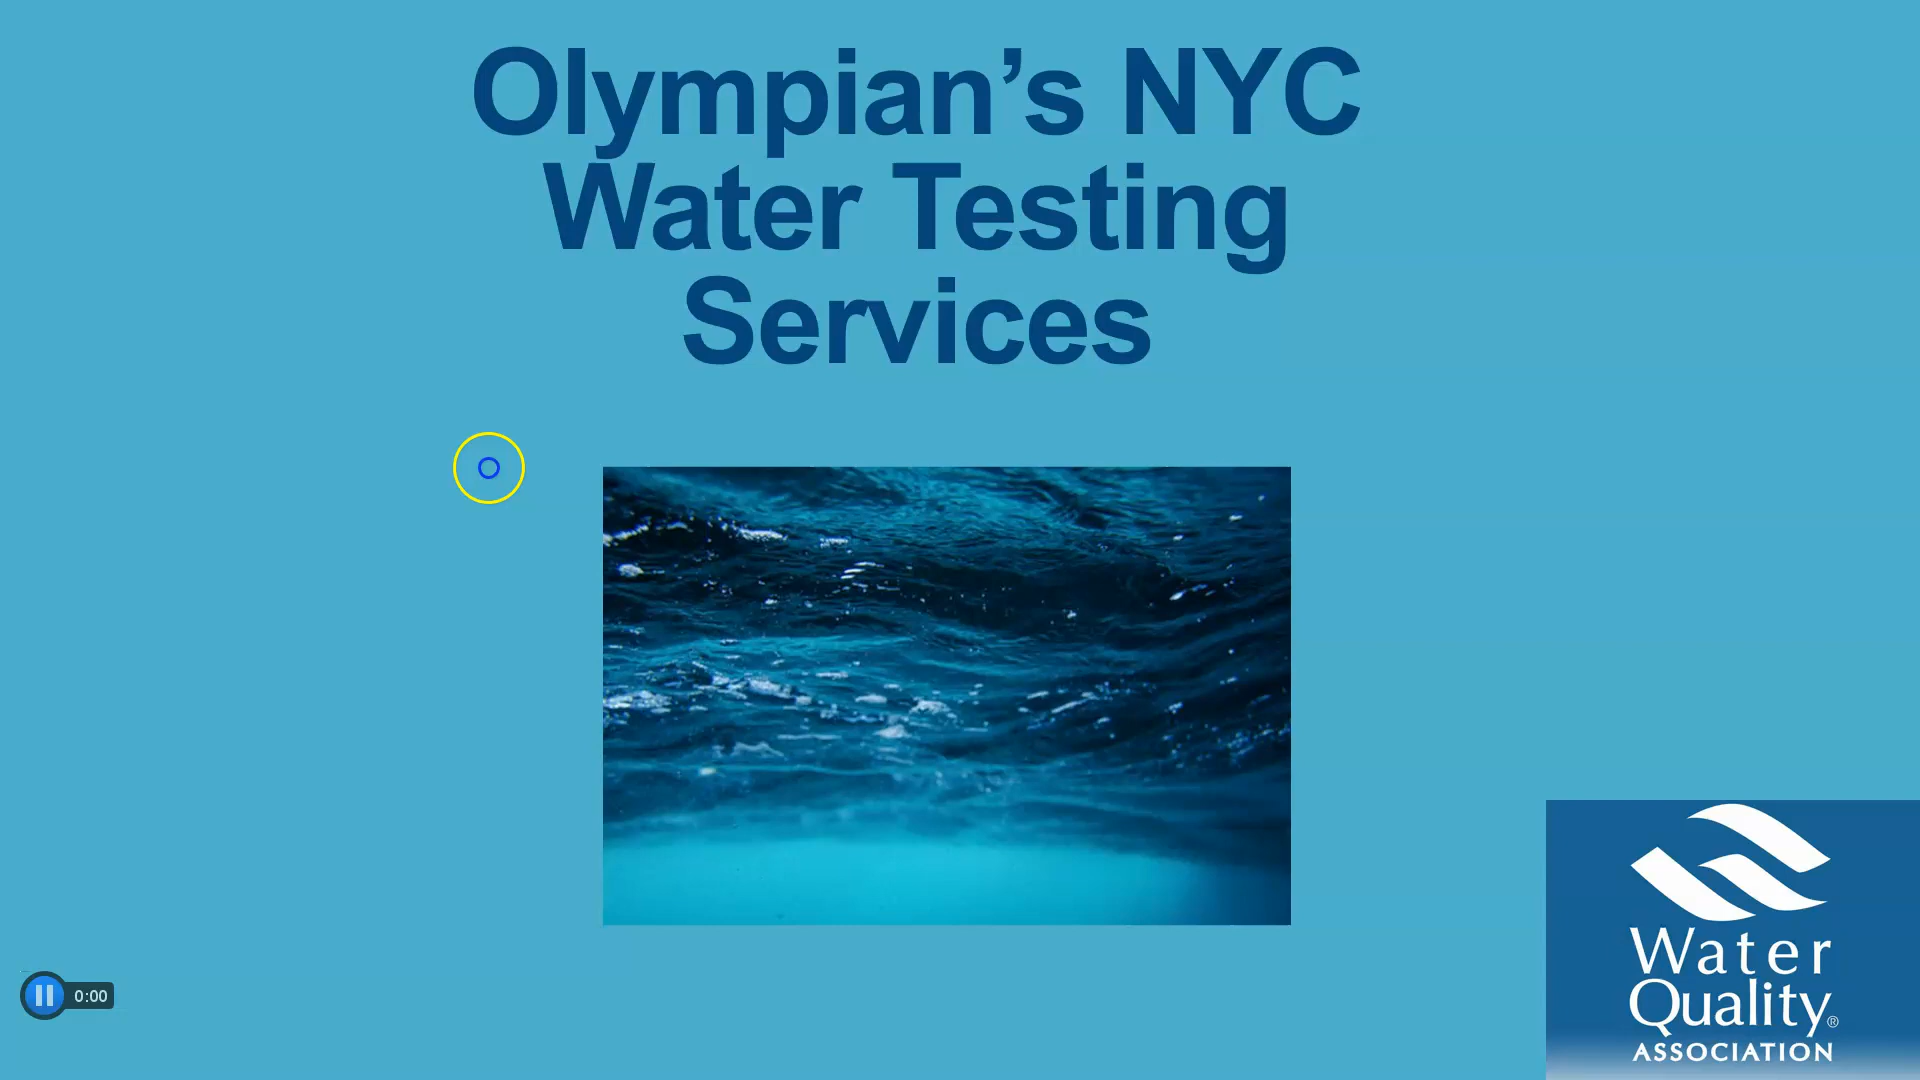 Olympian’s NYC
Water Testing
Services
0:00
Water
Quality®
ASSOCIATION